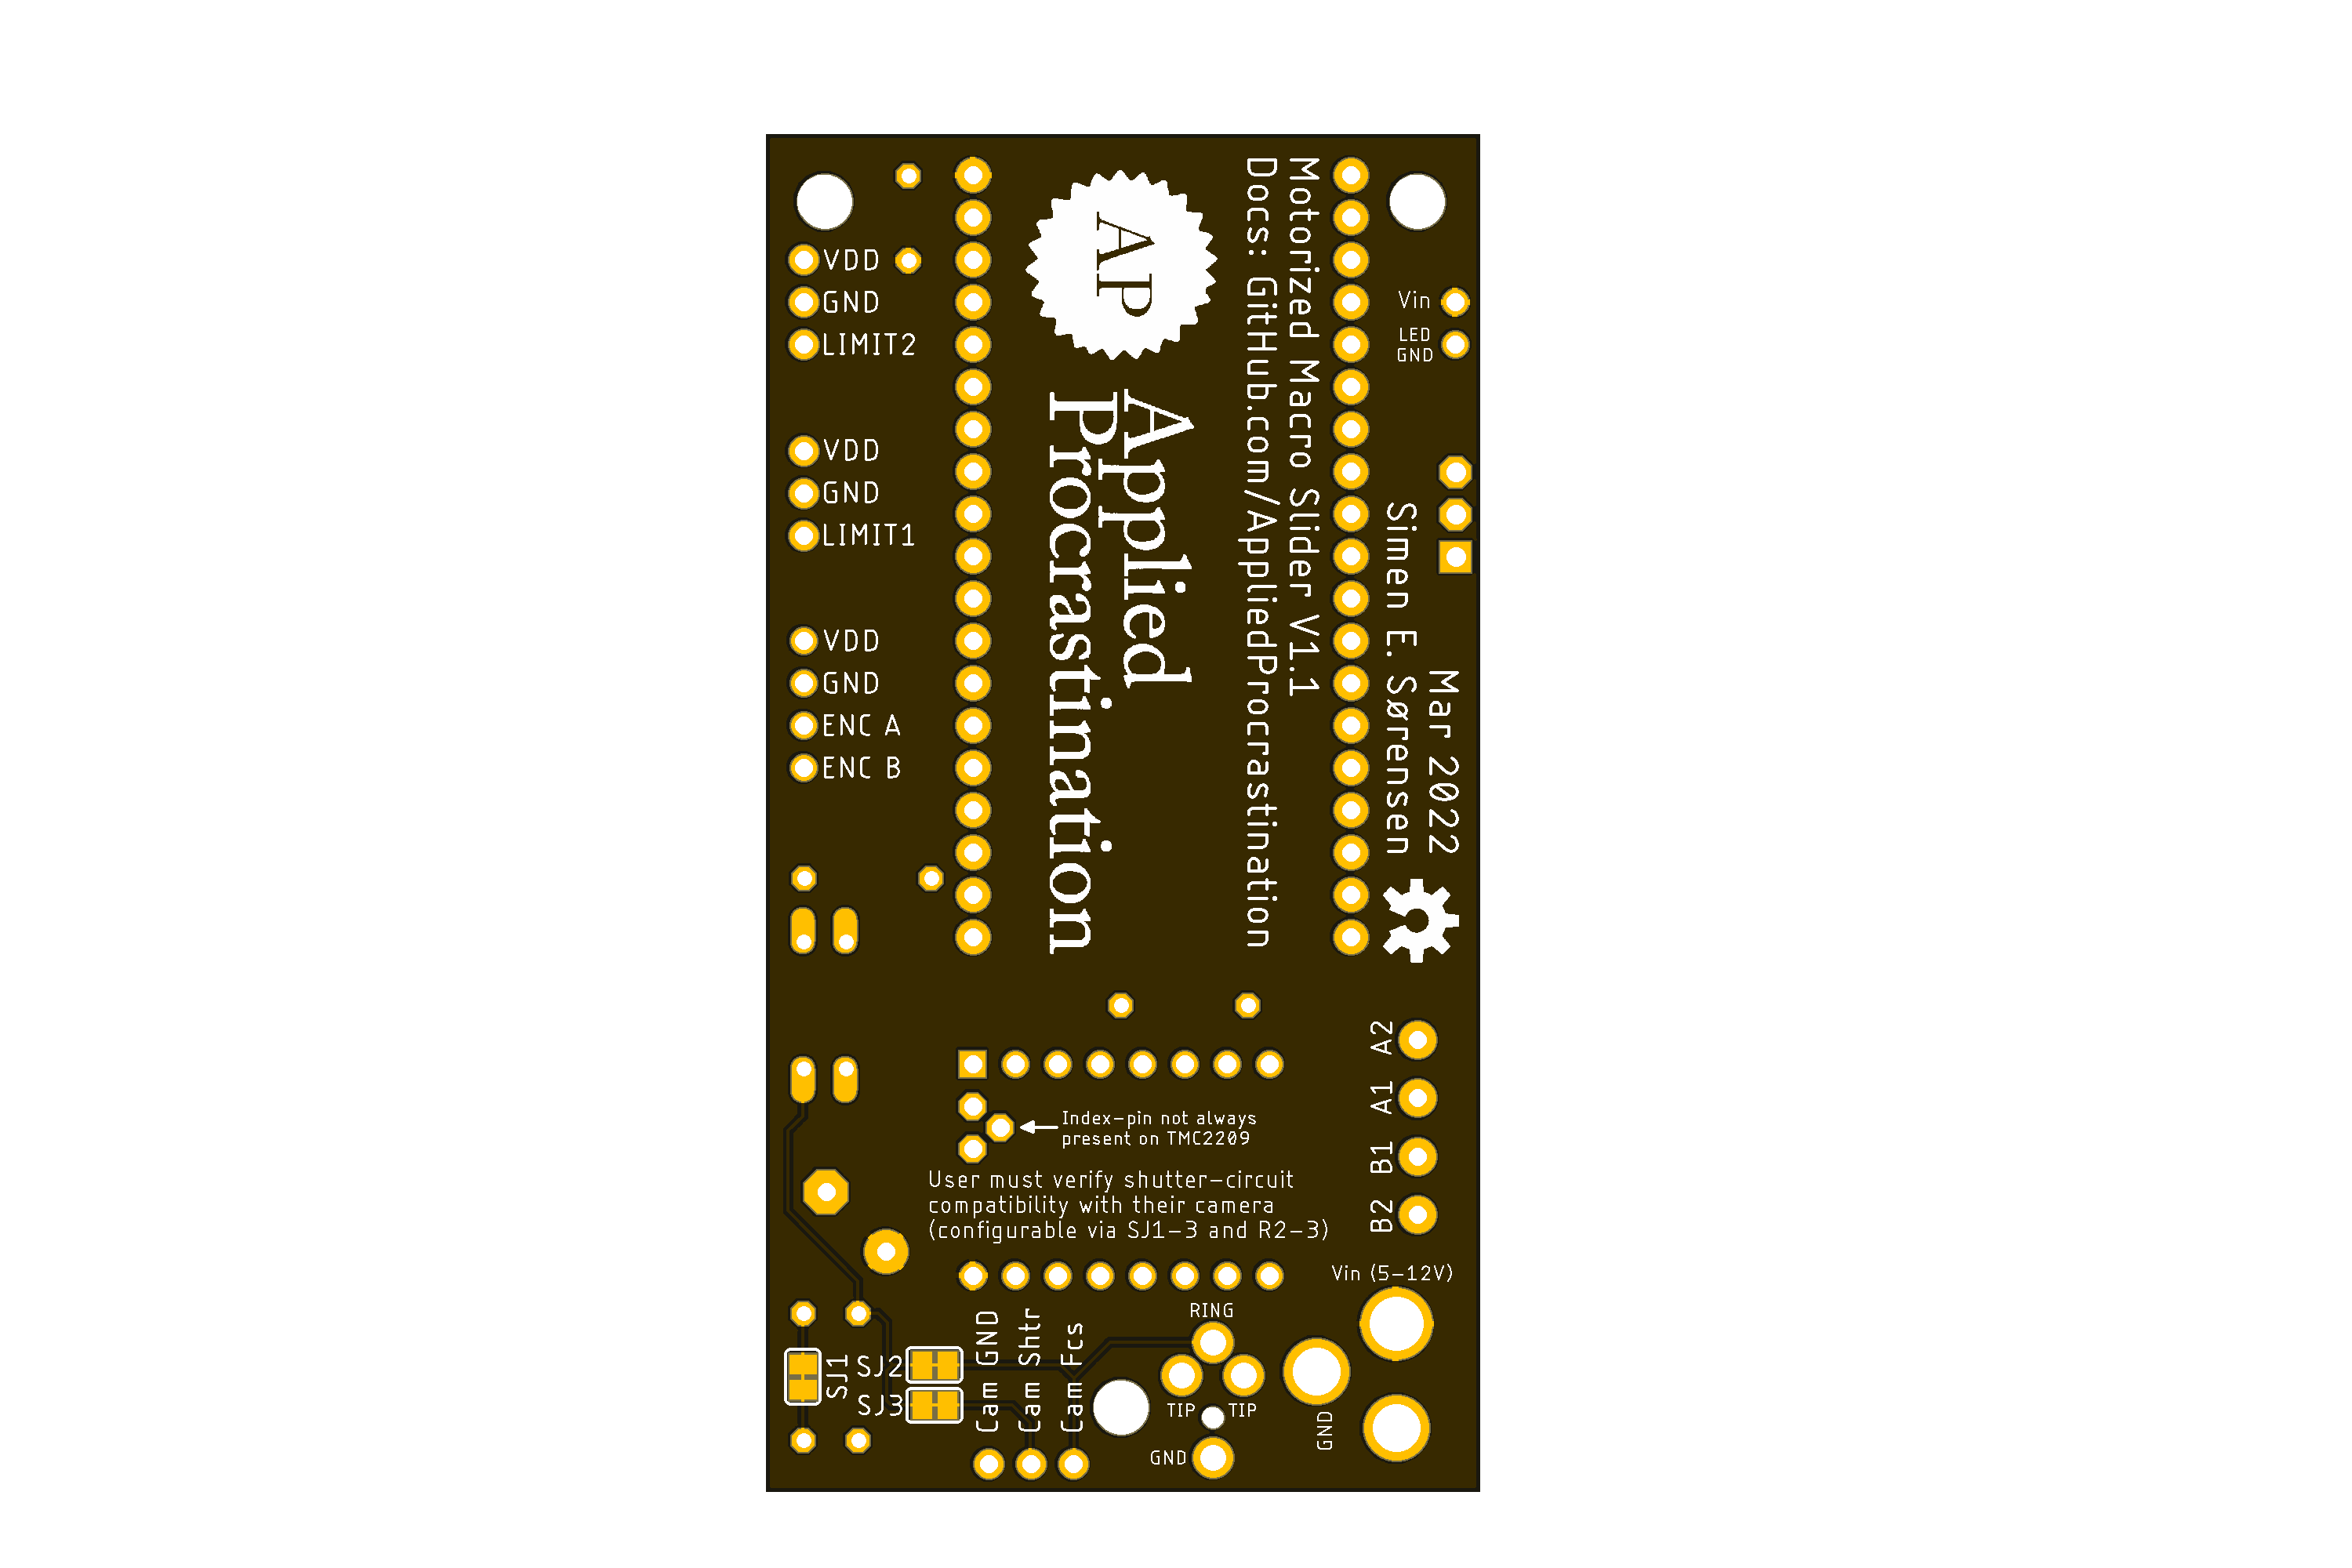 AP
Applied
Procrastination
Motorized Macro Slider V1.1
Docs: GitHub.com/AppliedProcrastination
Simen E. Sørensen
Mar 2022
VDD
GND
LIMIT2
VDD
GND
LIMIT1
VDD
GND
ENC A
ENC B
Vin
LED
GND
A2
A1
B1
B2
Index-pin not always
present on TMC2209
User must verify shutter-circuit
compatibility with their camera
(configurable via SJ1-3 and R2-3)
Vin (5-12V)
RING
TIP
TIP
GND
GND
SJ1
SJ2
SJ3
Cam GND
Cam Shtr
Cam Fcs